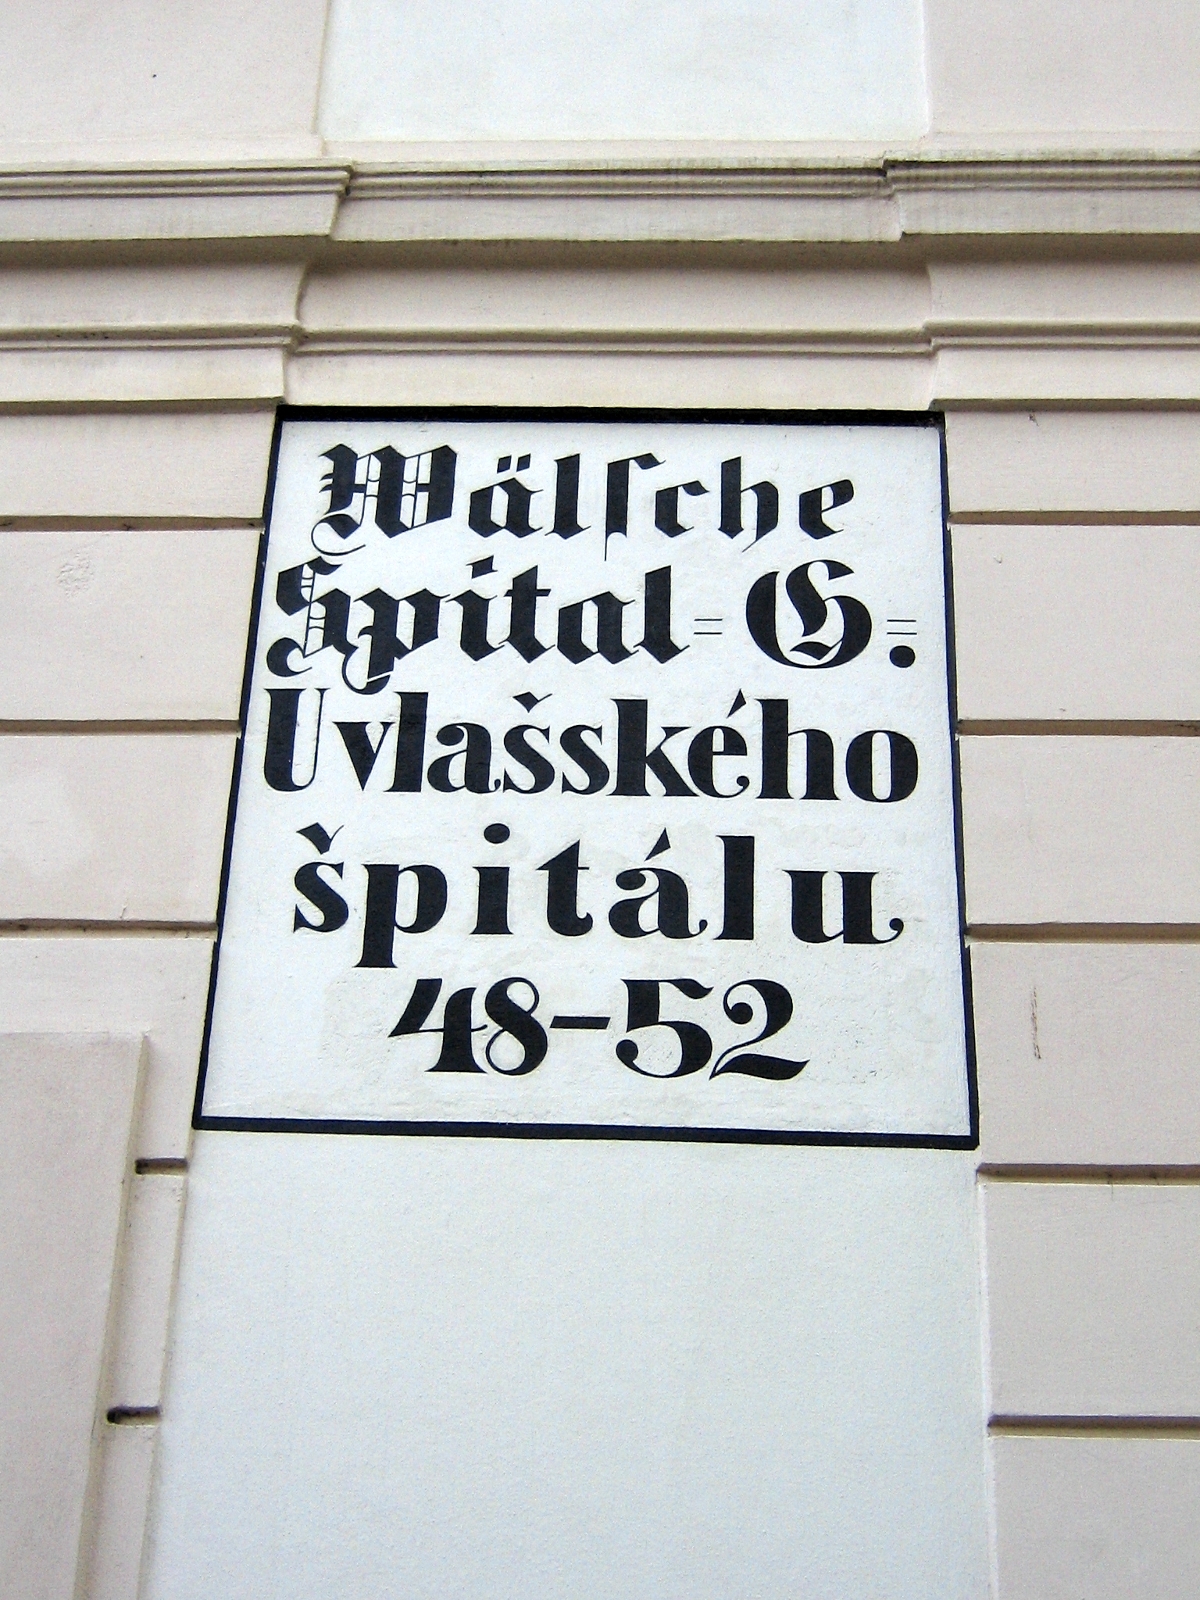 Wälſche
Spital=G.=
Uvlašského
špitálu
48-52